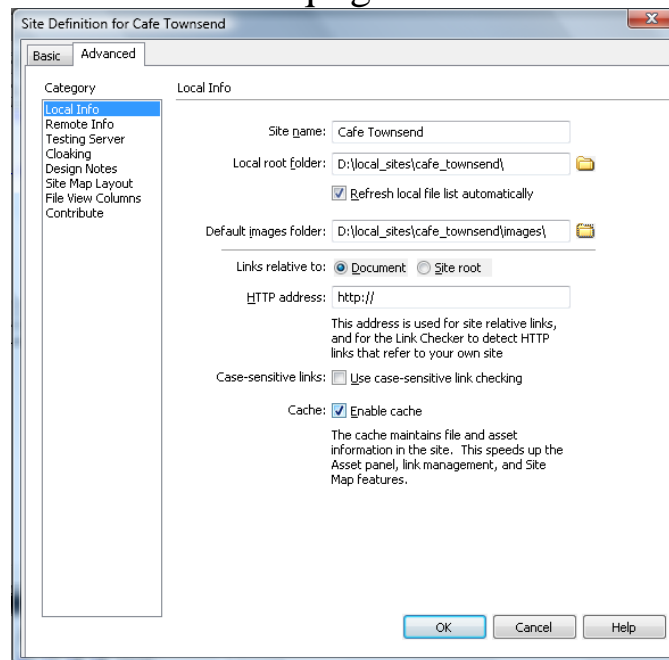 Site Definition for Cafe Townsend
Basic
Advanced
Category
Local Info
Remote Info
Testing Server
Cloaking
Design Notes
Site Map Layout
File View Columns
Contribute
Local Info
Site name: Cafe Townsend
Local root folder: D:\local_sites\cafe_townsend\
Refresh local file list automatically
Default images folder: D:\local_sites\cafe_townsend\images\
Links relative to: Document Site root
HTTP address: http://
This address is used for site relative links,
and for the Link Checker to detect HTTP
links that refer to your own site
Case-sensitive links: Use case-sensitive link checking
Cache: Enable cache
The cache maintains file and asset
information in the site. This speeds up the
Asset panel, link management, and Site
Map features.
OK Cancel Help